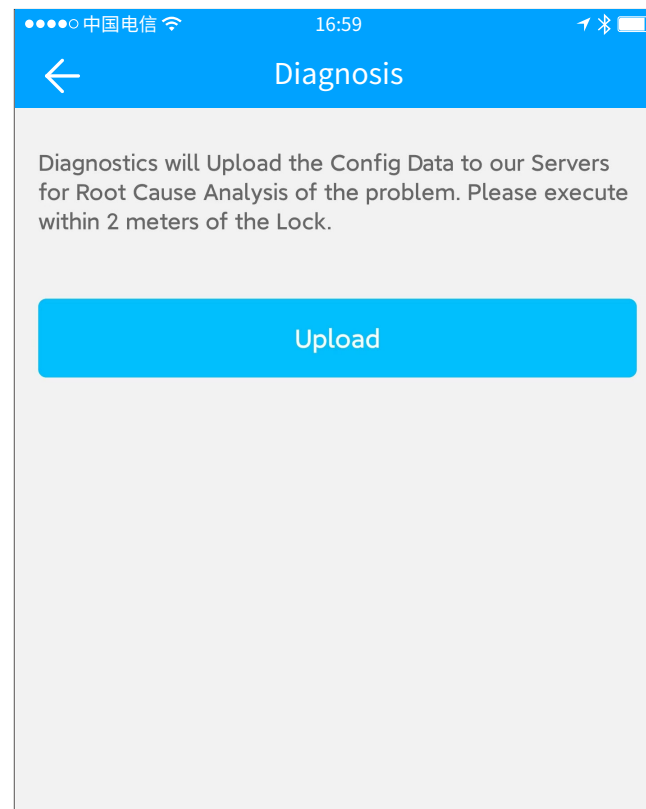 中国电信 16:59
Diagnosis
Diagnostics will Upload the Config Data to our Servers
for Root Cause Analysis of the problem. Please execute
within 2 meters of the Lock.
Upload